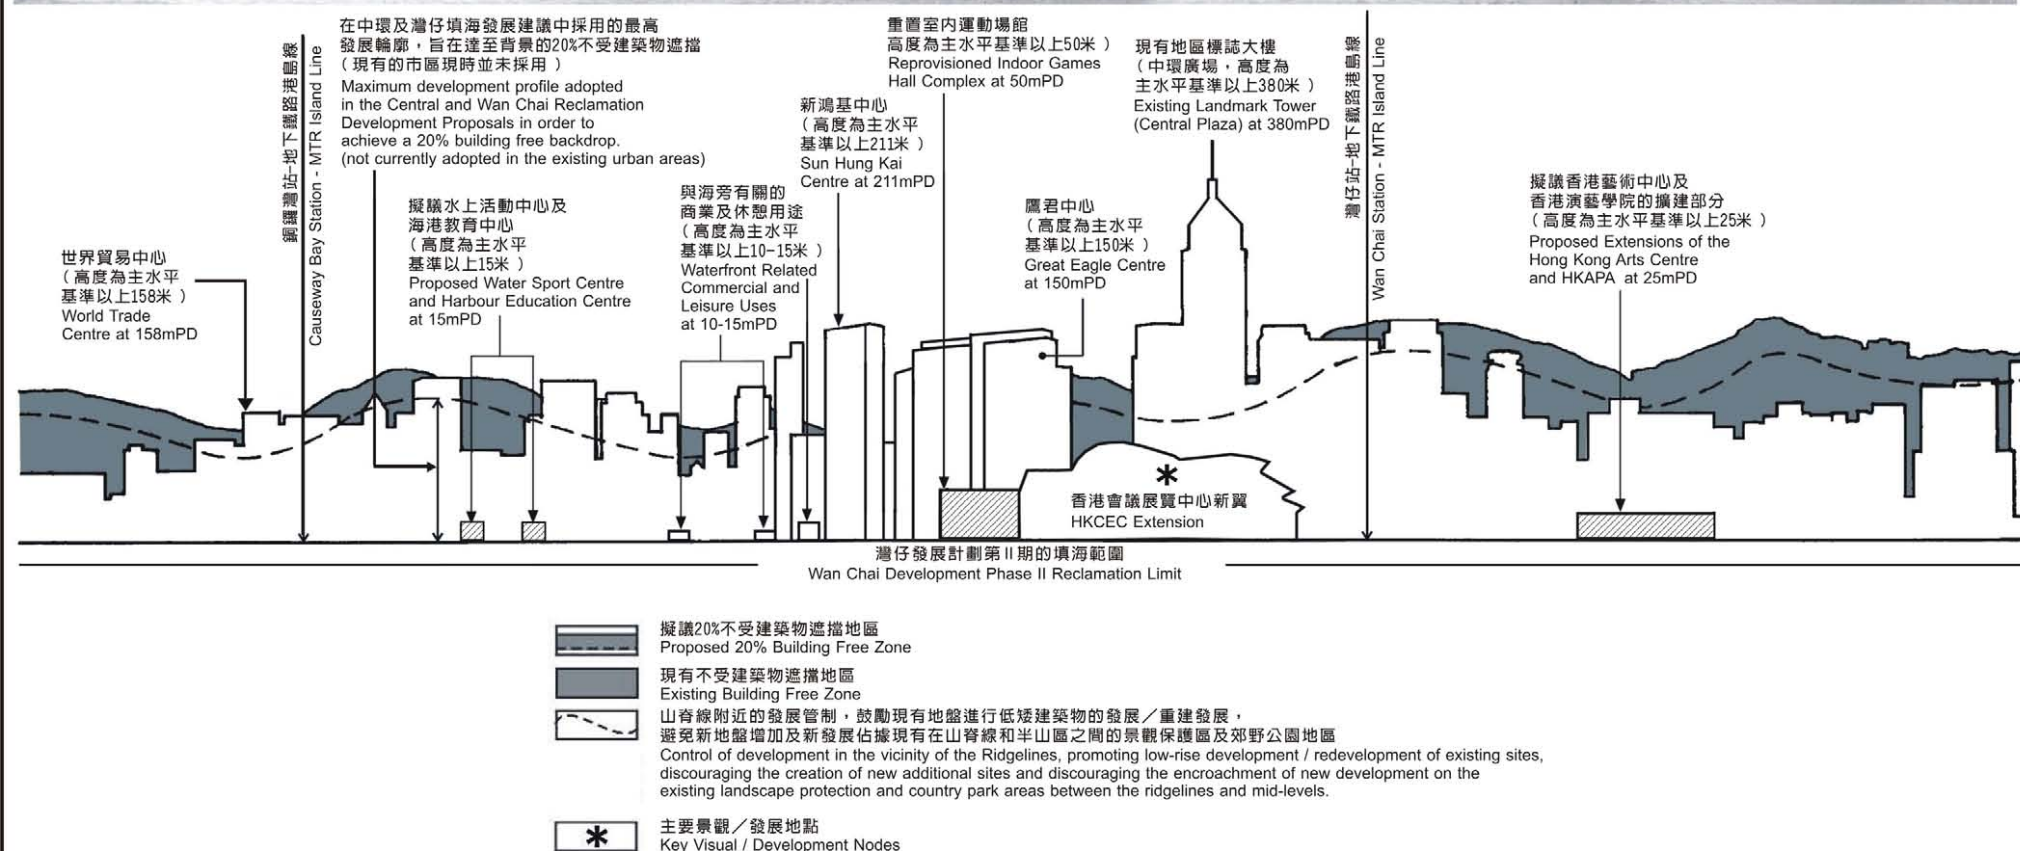 銅鑼灣站-地下鐵路港島線
Causeway Bay Station - MTR Island Line
在中環及灣仔填海發展建議中採用的最高
發展輪廓，旨在達至背景的20%不受建築物遮擋
（現有的市區現時並未採用）
Maximum development profile adopted
in the Central and Wan Chai Reclamation
Development Proposals in order to
achieve a 20% building free backdrop.
(not currently adopted in the existing urban areas)
重置室內運動場館
高度為主水平基準以上50米）
Reprovisioned Indoor Games
Hall Complex at 50mPD
現有地區標誌大樓
（中環廣場，高度為
主水平基準以上380米）
Existing Landmark Tower
(Central Plaza) at 380mPD
灣仔站-地下鐵路港島線
Wan Chai Station - MTR Island Line
新鴻基中心
（高度為主水平
基準以上211米）
Sun Hung Kai
Centre at 211mPD
擬議香港藝術中心及
香港演藝學院的擴建部分
（高度為主水平基準以上25米）
Proposed Extensions of the
Hong Kong Arts Centre
and HKAPA at 25mPD
與海旁有關的
商業及休憩用途
（高度為主水平
基準以上10-15米）
Waterfront Related
Commercial and
Leisure Uses
at 10-15mPD
擬議水上活動中心及
海港教育中心
（高度為主水平
基準以上15米）
Proposed Water Sport Centre
and Harbour Education Centre
at 15mPD
鷹君中心
（高度為主水平
基準以上150米）
Great Eagle Centre
at 150mPD
世界貿易中心
（高度為主水平
基準以上158米）
World Trade
Centre at 158mPD
*
香港會議展覽中心新翼
HKCEC Extension
灣仔發展計劃第II期的填海範圍
Wan Chai Development Phase II Reclamation Limit
擬議20%不受建築物遮擋地區
Proposed 20% Building Free Zone
現有不受建築物遮擋地區
Existing Building Free Zone
山脊線附近的發展管制，鼓勵現有地盤進行低矮建築物的發展／重建發展，
避免新地盤增加及新發展佔據現有在山脊線和半山區之間的景觀保護區及郊野公園地區
Control of development in the vicinity of the Ridgelines, promoting low-rise development / redevelopment of existing sites,
discouraging the creation of new additional sites and discouraging the encroachment of new development on the
existing landscape protection and country park areas between the ridgelines and mid-levels.
*
主要景觀／發展地點
Key Visual / Development Nodes